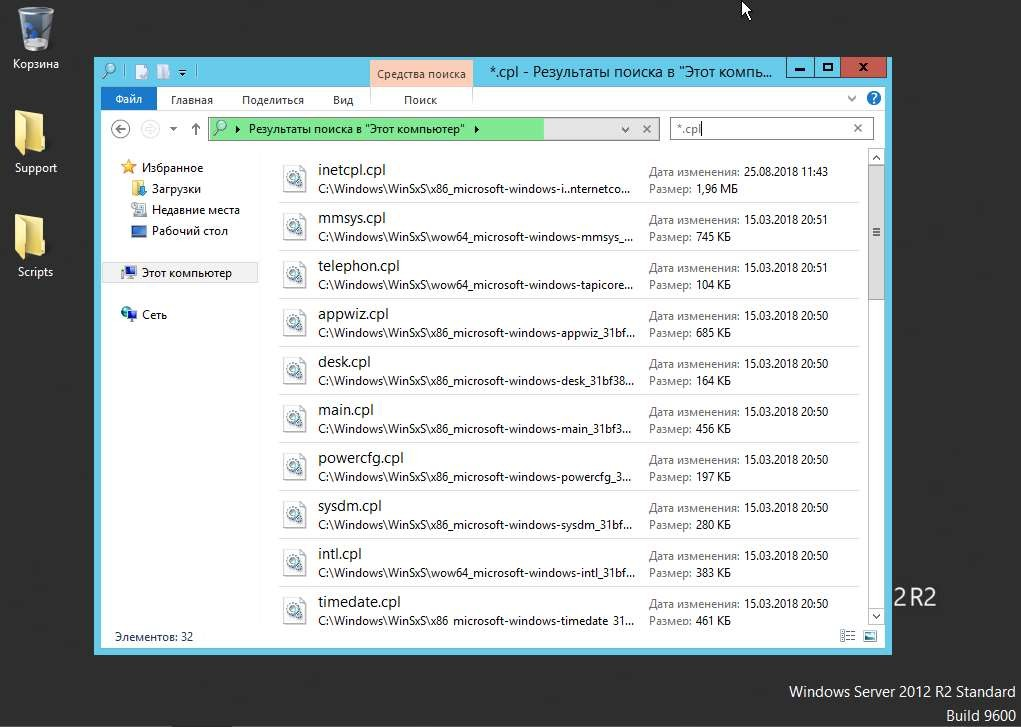 Корзина
Support
Scripts
Средства поиска
*.cpl - Результаты поиска в "Этот компь...
Файл
Главная
Поделиться
Вид
Поиск
Результаты поиска в "Этот компьютер"
*.cpl
Избранное
Загрузки
Недавние места
Рабочий стол
Этот компьютер
Сеть
inetcpl.cpl
Дата изменения: 25.08.2018 11:43
C:\Windows\WinSxS\x86_microsoft-windows-i..nternetco...
Размер: 1,96 МБ
mmsys.cpl
Дата изменения: 15.03.2018 20:51
C:\Windows\WinSxS\wow64_microsoft-windows-mmsys_...
Размер: 745 КБ
telephon.cpl
Дата изменения: 15.03.2018 20:51
C:\Windows\WinSxS\wow64_microsoft-windows-tapicore...
Размер: 104 КБ
appwiz.cpl
Дата изменения: 15.03.2018 20:50
C:\Windows\WinSxS\x86_microsoft-windows-appwiz_31bf...
Размер: 685 КБ
desk.cpl
Дата изменения: 15.03.2018 20:50
C:\Windows\WinSxS\x86_microsoft-windows-desk_31bf38...
Размер: 164 КБ
main.cpl
Дата изменения: 15.03.2018 20:50
C:\Windows\WinSxS\x86_microsoft-windows-main_31bf3...
Размер: 456 КБ
powercfg.cpl
Дата изменения: 15.03.2018 20:50
C:\Windows\WinSxS\x86_microsoft-windows-powercfg_3...
Размер: 197 КБ
sysdm.cpl
Дата изменения: 15.03.2018 20:50
C:\Windows\WinSxS\x86_microsoft-windows-sysdm_31bf...
Размер: 280 КБ
intl.cpl
Дата изменения: 15.03.2018 20:50
C:\Windows\WinSxS\wow64_microsoft-windows-intl_31bf...
Размер: 383 КБ
timedate.cpl
Дата изменения: 15.03.2018 20:50
C:\Windows\WinSxS\x86_microsoft-windows-timedate_31...
Размер: 461 КБ
Элементов: 32
2 R2
Windows Server 2012 R2 Standard
Build 9600